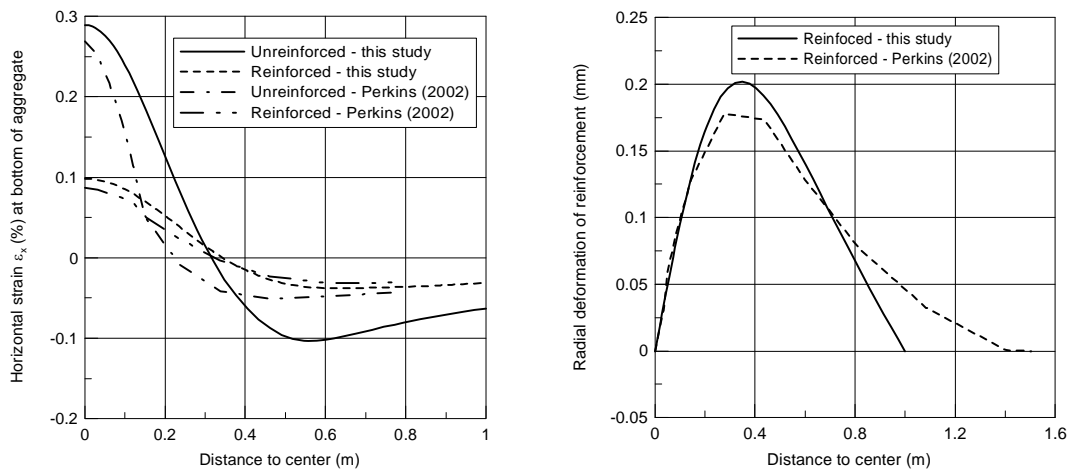 0.3
0.2
0.1
0
-0.1
-0.2
Horizontal strain εx (%) at bottom of aggregate
Unreinforced - this study
Reinforced - this study
Unreinforced - Perkins (2002)
Reinforced - Perkins (2002)
0 0.2 0.4 0.6 0.8 1
Distance to center (m)
0.25
0.20
0.15
0.10
0.05
0
-0.05
Radial deformation of reinforcement (mm)
Reinfoced - this study
Reinforced - Perkins (2002)
0 0.4 0.8 1.2 1.6
Distance to center (m)